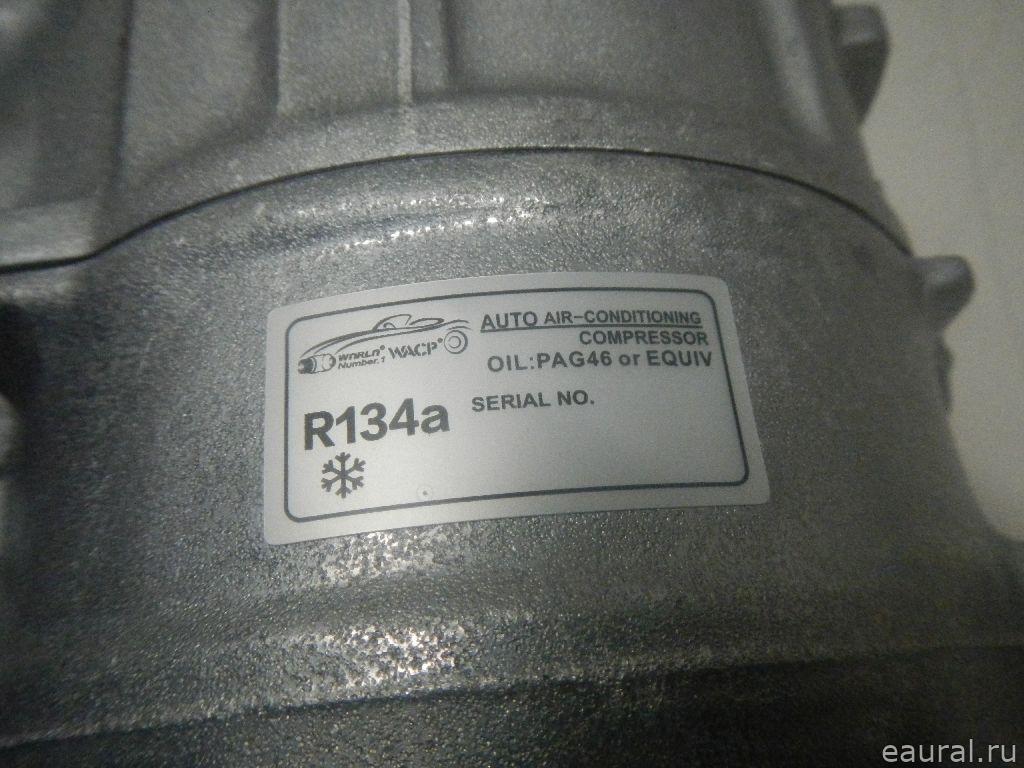 AUTO AIR-CONDITIONING
COMPRESSOR
WORLD® WACP®
Number.1
OIL:PAG46 or EQUIV
R134a
SERIAL NO.
eaural.ru